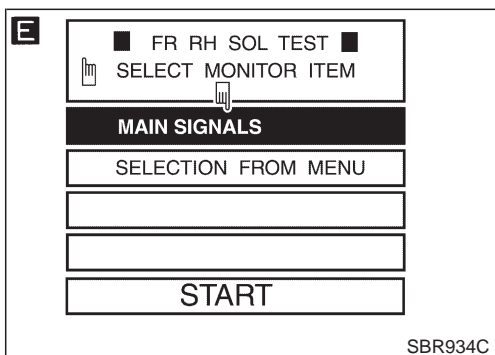 E
FR RH SOL TEST
SELECT MONITOR ITEM
MAIN SIGNALS
SELECTION FROM MENU
START
SBR934C